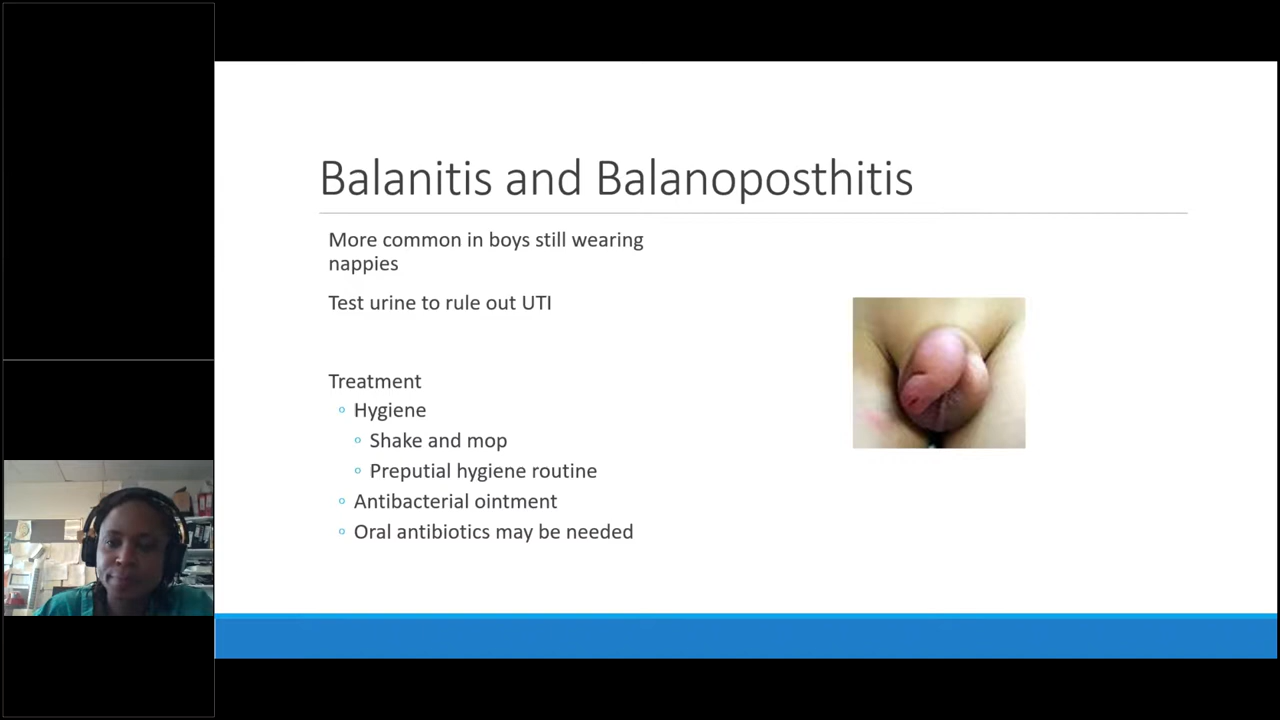 Balanitis and Balanoposthitis
More common in boys still wearing
nappies
Test urine to rule out UTI
Treatment
Hygiene
Shake and mop
Preputial hygiene routine
Antibacterial ointment
Oral antibiotics may be needed